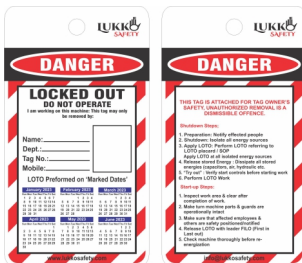 LUKKO
SAFETY
DANGER
LOCKED OUT
DO NOT OPERATE
I am working on this machine: This tag may only
be removed by:
Name:
Dept.:
Tag No.:
Mobile:
LOTO Preformed on 'Marked Dates'
January 2023 February 2023 March 2023
April 2023 May 2023 June 2023
www.lukkosafety.com
LUKKO
SAFETY
DANGER
THIS TAG IS ATTACHED FOR TAG OWNER'S
SAFETY, UNAUTHORIZED REMOVAL IS A
DISMISSIBLE OFFENCE.
Shutdown Steps:
1. Preparation: Notify effected people
2. Shutdown: Isolate all energy sources
3. Apply LOTO: Perform LOTO referring to
LOTO placard / SOP
Apply LOTO at all isolated energy sources
4. Release stored Energy : Dissipate all stored
energies (capacitors, air, hydraulic etc.
5. "Try out" : Verify start controls before starting work
6. Perform LOTO Work
Start-up Steps:
1. Inspect work area & clear after
completion of work
2. Make turn machine parts & guards are
operationally intact
3. Make sure that affected employees &
others are safely positioned/notified
4. Release LOTO with leader FILO (First in
Last out)
5. Check machine thoroughly before re-
energization
info@lukkosafety.com